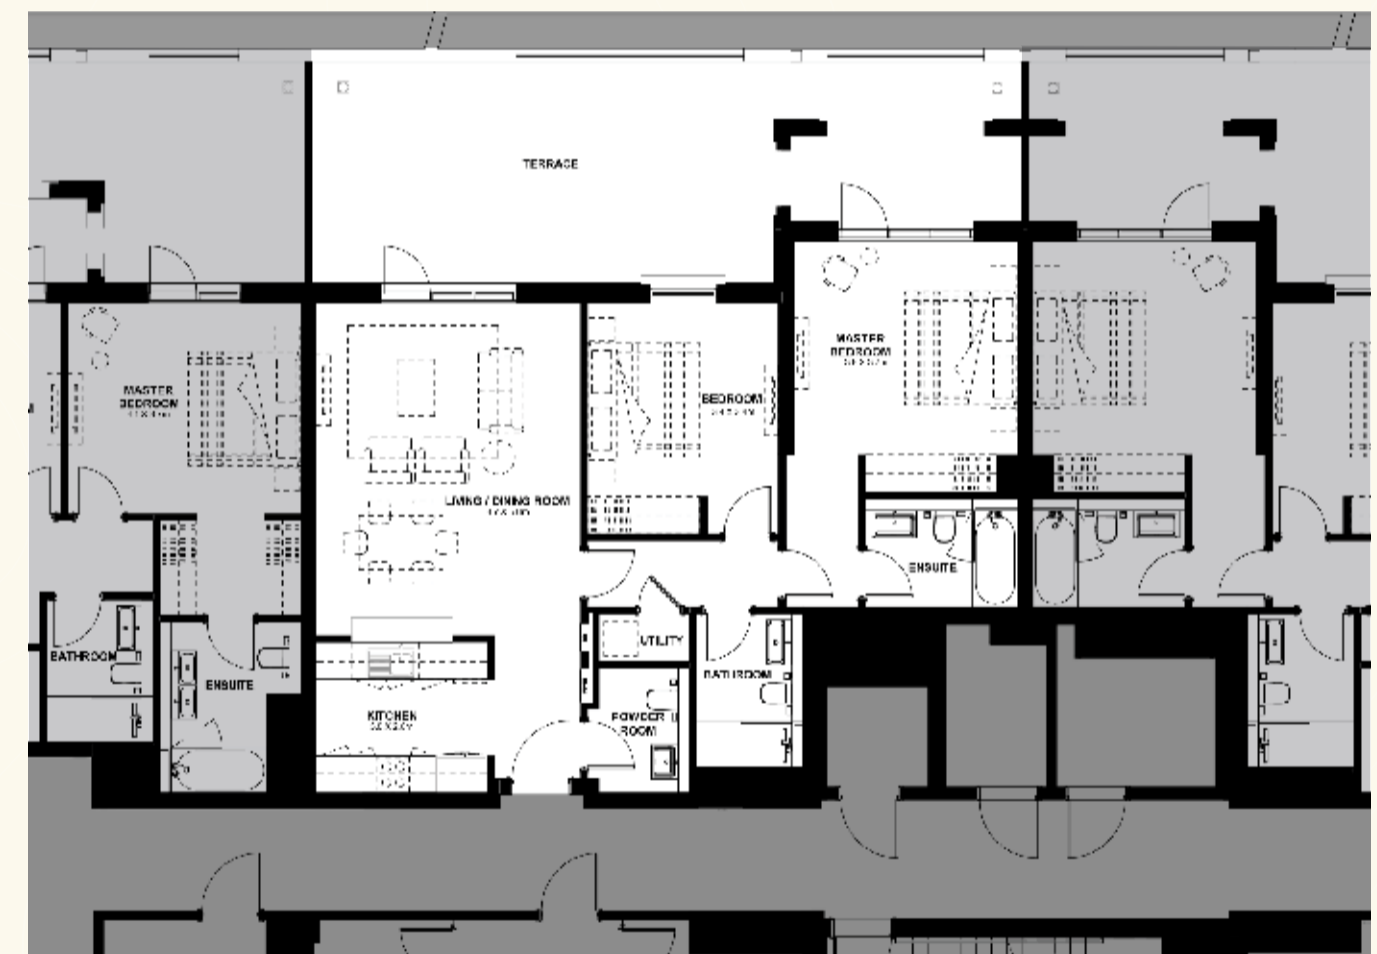 TERRACE
MASTER
BEDROOM
MASTER
BEDROOM
BEDROOM
LIVING / DINING ROOM
ENSUITE
UTILITY
BATHROOM
ENSUITE
BATHROOM
KITCHEN
POWDER
ROOM